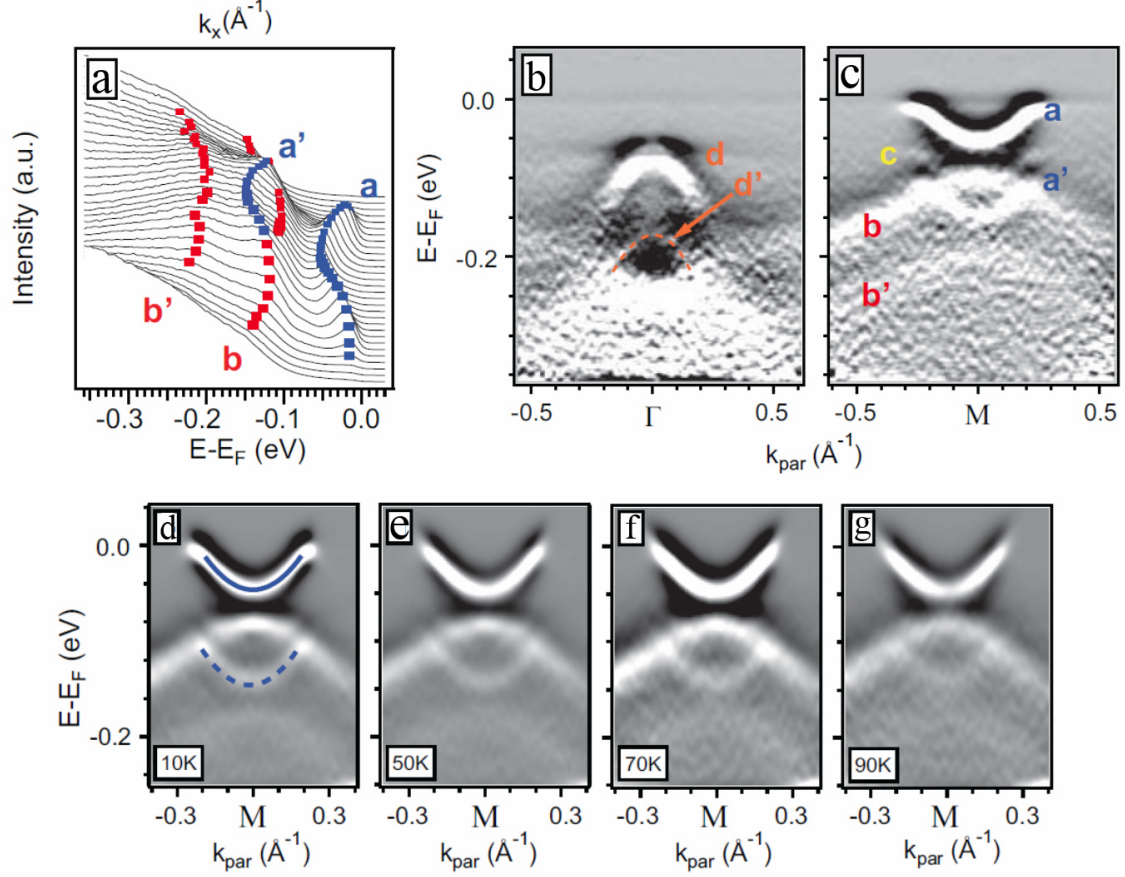 kx(Å-1)
a
Intensity (a.u.)
a'
a
b'
b
-0.3 -0.2 -0.1 0.0
E-EF (eV)
b
c
E-EF (eV)
0.0
-0.2
d
d'
a
c
a'
b
b'
-0.5 Γ 0.5
-0.5 M 0.5
kpar (Å-1)
d
e
f
g
E-EF (eV)
0.0
-0.2
10K
50K
70K
90K
-0.3 M 0.3
-0.3 M 0.3
-0.3 M 0.3
-0.3 M 0.3
kpar (Å-1)
kpar (Å-1)
kpar (Å-1)
kpar (Å-1)